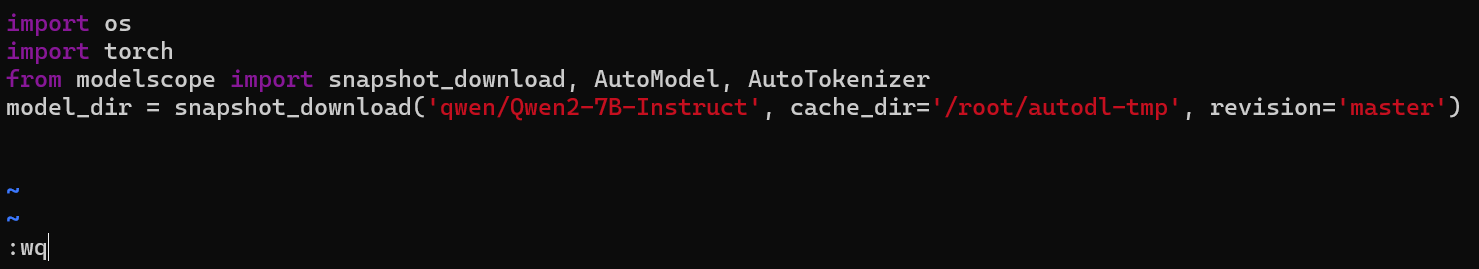 import os
import torch
from modelscope import snapshot_download, AutoModel, AutoTokenizer
model_dir = snapshot_download('qwen/Qwen2-7B-Instruct', cache_dir='/root/autodl-tmp', revision='master')
~
~
:wq